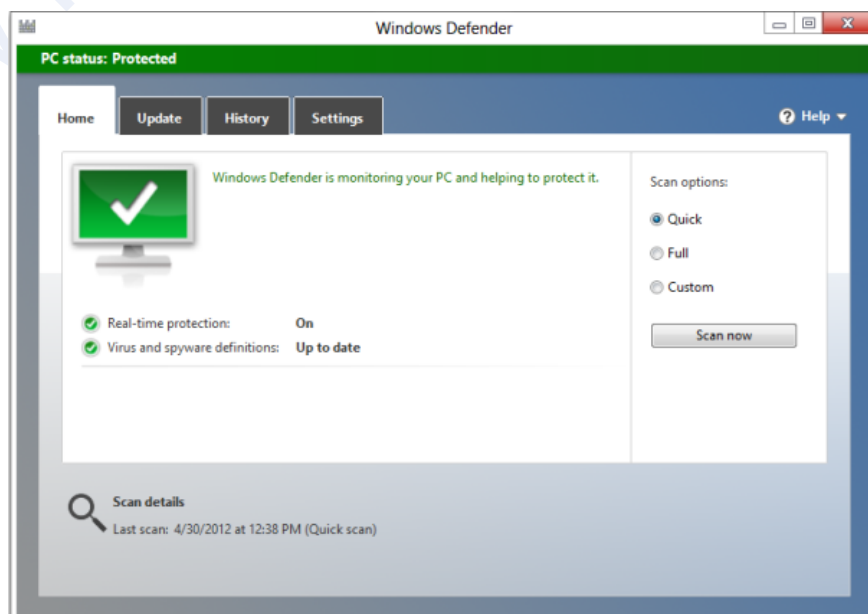 Windows Defender
PC status: Protected
Home Update History Settings Help
Windows Defender is monitoring your PC and helping to protect it.
Real-time protection: On
Virus and spyware definitions: Up to date
Scan options:
Quick
Full
Custom
Scan now
Scan details
Last scan: 4/30/2012 at 12:38 PM (Quick scan)